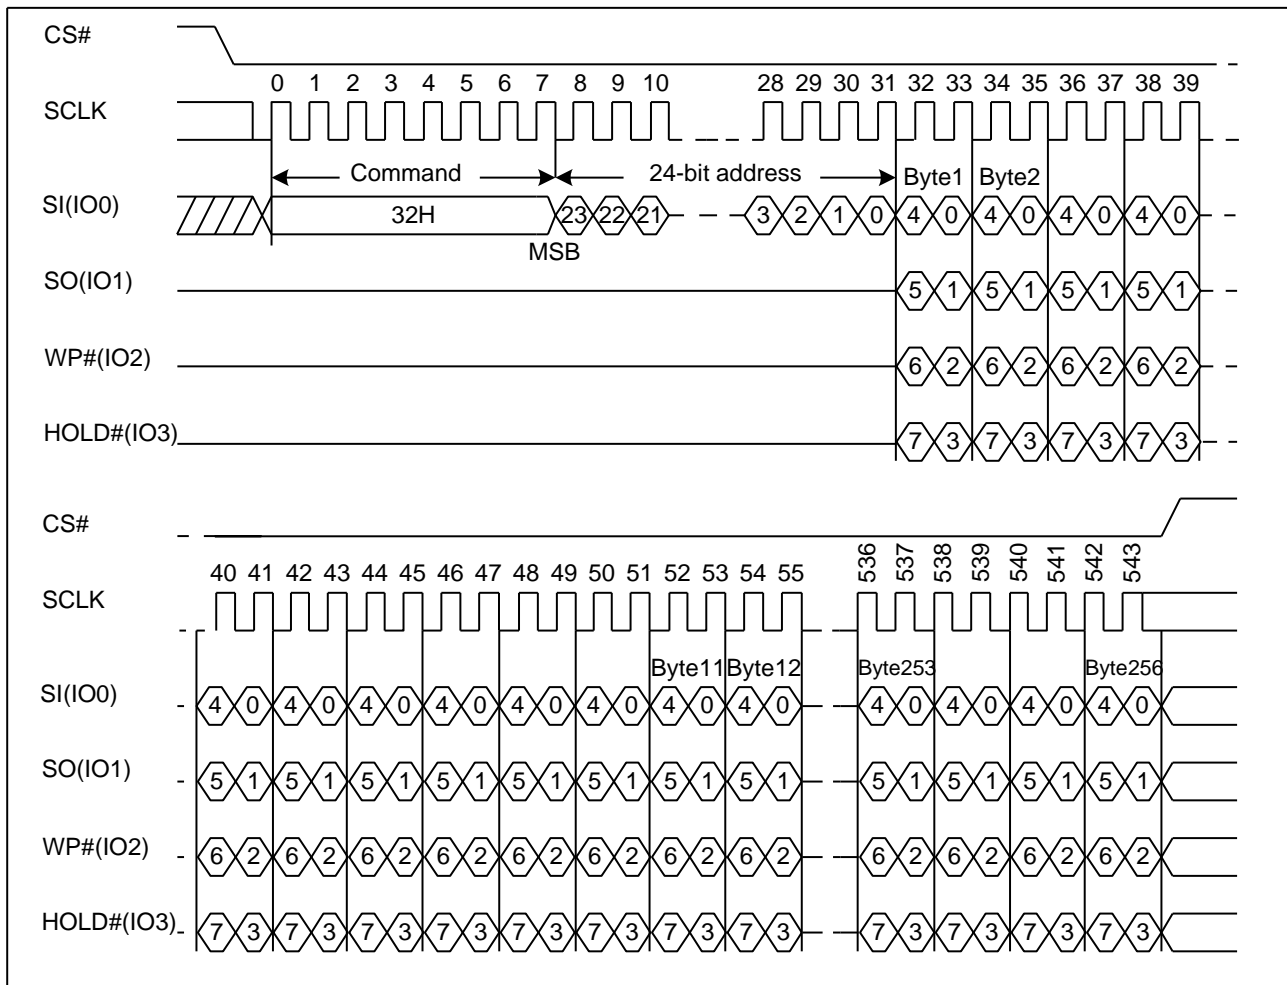 CS#
0 1 2 3 4 5 6 7 8 9 10 28 29 30 31 32 33 34 35 36 37 38 39
SCLK
Command 24-bit address Byte1 Byte2
SI(IO0) 32H 23 22 21 3 2 1 0 4 0 4 0 4 0 4 0
MSB
SO(IO1) 5 1 5 1 5 1 5 1
WP#(IO2) 6 2 6 2 6 2 6 2
HOLD#(IO3) 7 3 7 3 7 3 7 3
CS#
40 41 42 43 44 45 46 47 48 49 50 51 52 53 54 55 536 537 538 539 540 541 542 543
SCLK
Byte11 Byte12 Byte253 Byte256
SI(IO0) 4 0 4 0 4 0 4 0 4 0 4 0 4 0 4 0 4 0 4 0 4 0 4 0
SO(IO1) 5 1 5 1 5 1 5 1 5 1 5 1 5 1 5 1 5 1 5 1 5 1 5 1
WP#(IO2) 6 2 6 2 6 2 6 2 6 2 6 2 6 2 6 2 6 2 6 2 6 2 6 2
HOLD#(IO3) 7 3 7 3 7 3 7 3 7 3 7 3 7 3 7 3 7 3 7 3 7 3 7 3